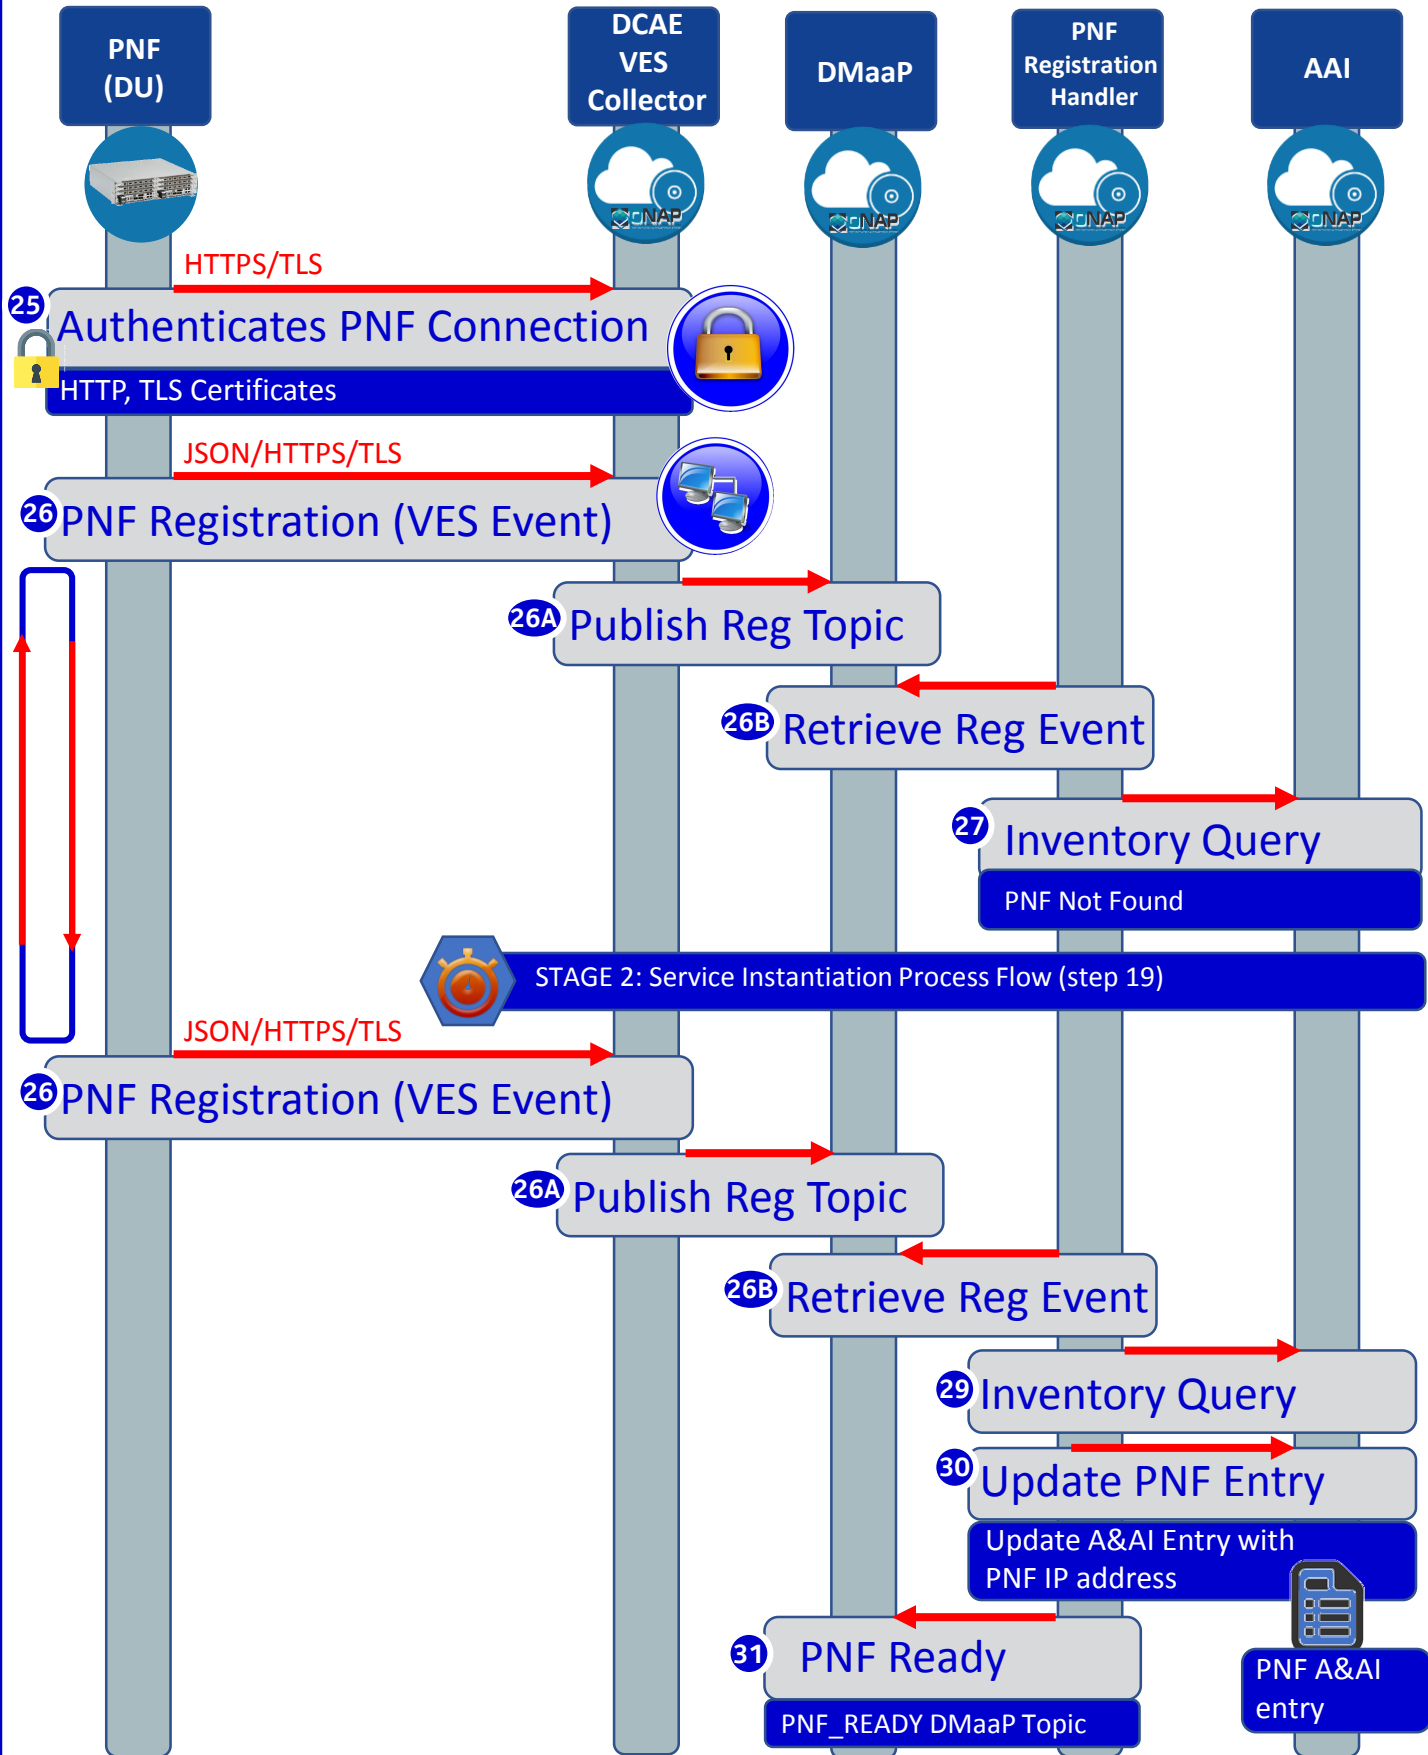 PNF
(DU)
DCAE
VES
Collector
DMaaP
PNF
Registration
Handler
AAI
ONAP
ONAP
ONAP
ONAP
HTTPS/TLS
25
Authenticates PNF Connection
HTTP, TLS Certificates
JSON/HTTPS/TLS
26
PNF Registration (VES Event)
26A
Publish Reg Topic
26B
Retrieve Reg Event
27
Inventory Query
PNF Not Found
STAGE 2: Service Instantiation Process Flow (step 19)
JSON/HTTPS/TLS
26
PNF Registration (VES Event)
26A
Publish Reg Topic
26B
Retrieve Reg Event
29
Inventory Query
30
Update PNF Entry
Update A&AI Entry with
PNF IP address
31
PNF Ready
PNF_READY DMaaP Topic
PNF A&AI
entry